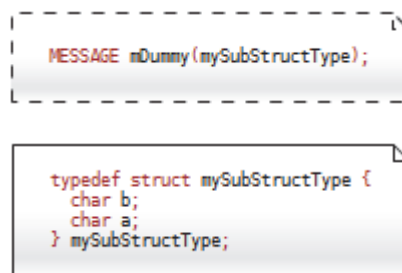 MESSAGE mDummy(mySubStructType);
typedef struct mySubStructType {
char b;
char a;
} mySubStructType;